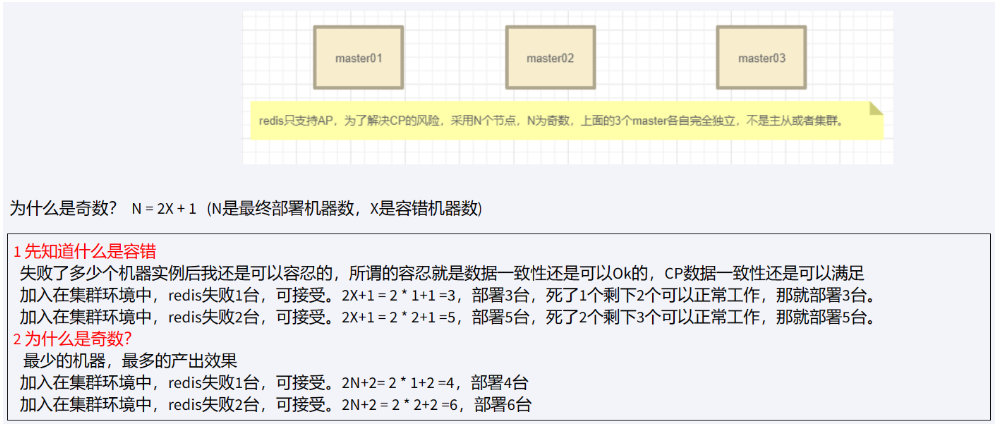 master01
master02
master03
redis只支持AP，为了解决CP的风险，采用N个节点，N为奇数，上面的3个master各自完全独立，不是主从或者集群。
为什么是奇数？ N = 2X + 1 (N是最终部署机器数，X是容错机器数)
1 先知道什么是容错
失败了多少个机器实例后我还是可以容忍的，所谓的容忍就是数据一致性还是可以Ok的，CP数据一致性还是可以满足
加入在集群环境中，redis失败1台，可接受。2X+1 = 2 * 1+1 =3，部署3台，死了1个剩下2个可以正常工作，那就部署3台。
加入在集群环境中，redis失败2台，可接受。2X+1 = 2 * 2+1 =5，部署5台，死了2个剩下3个可以正常工作，那就部署5台。
2 为什么是奇数？
最少的机器，最多的产出效果
加入在集群环境中，redis失败1台，可接受。2N+2= 2 * 1+2 =4，部署4台
加入在集群环境中，redis失败2台，可接受。2N+2 = 2 * 2+2 =6，部署6台